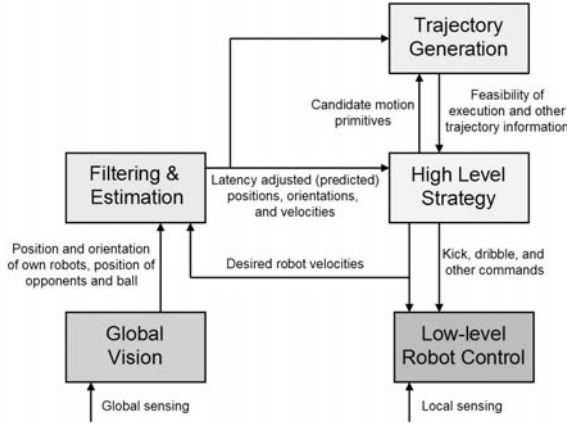 Trajectory
Generation
Candidate motion
primitives
Feasibility of
execution and other
trajectory information
Filtering &
Estimation
Latency adjusted (predicted)
positions, orientations,
and velocities
High Level
Strategy
Position and orientation
of own robots, position of
opponents and ball
Desired robot velocities
Kick, dribble, and
other commands
Global
Vision
Low-level
Robot Control
Global sensing
Local sensing